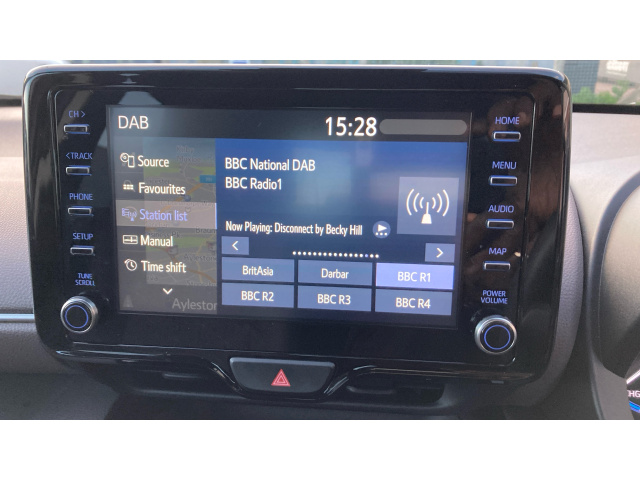 DAB
15:28
CH >
< TRACK
PHONE
SETUP
TUNE
SCROLL
Source
Favourites
Station list
Manual
Time shift
Aylesto
BBC National DAB
BBC Radio1
Now Playing: Disconnect by Becky Hill
BritAsia
Darbar
BBC R1
BBC R2
BBC R3
BBC R4
HOME
MENU
AUDIO
MAP
POWER
VOLUME
CHG